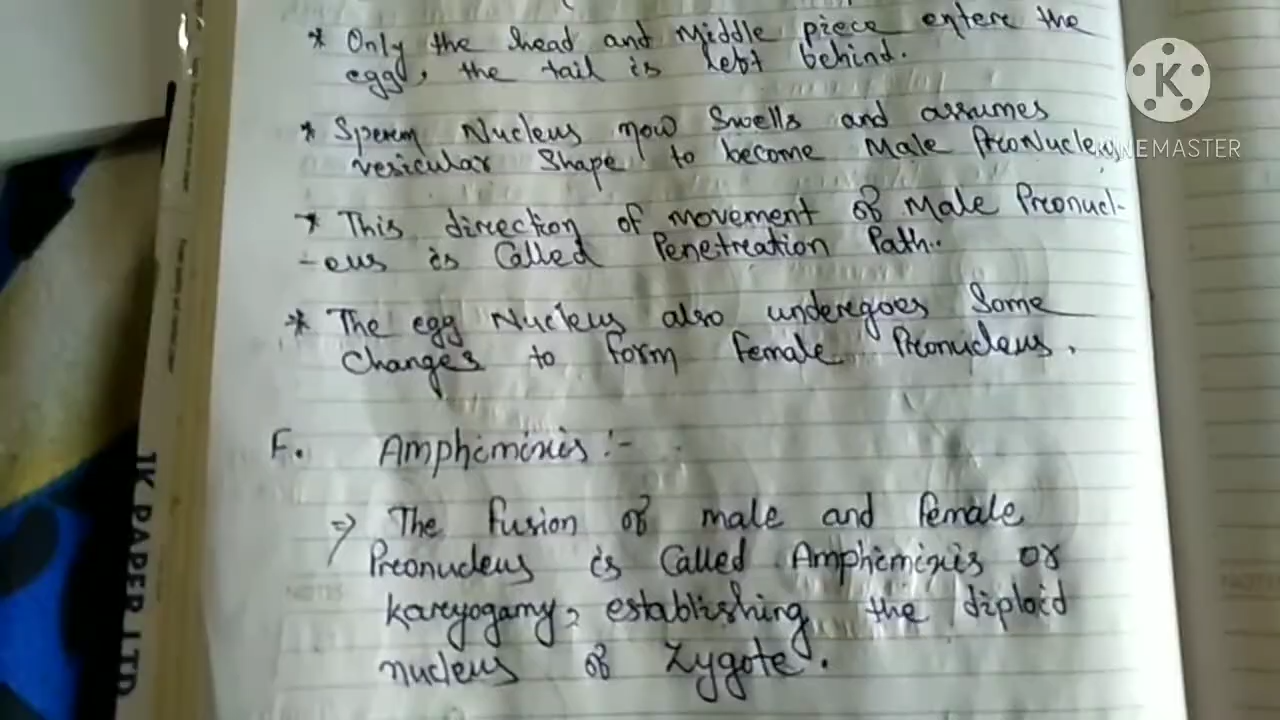 * Only the head and Middle piece enters the
egg, the tail is left behind.
* Sperm Nucleus now Swells and assumes
vesicular Shape to become Male Pronucleus
* This direction of movement of Male Pronucl-
-eus is Called Penetration Path..
* The egg Nucleus also undergoes Some
Changes to form Female Pronucleus.
F. Amphimixis :-
⇒ The fusion of male and female
Pronucleus is Called Amphimixis or
karyogamy, establishing the diploid
nucleus of Zygote.
K
KINEMASTER
JK PAPER LTD
NOTES